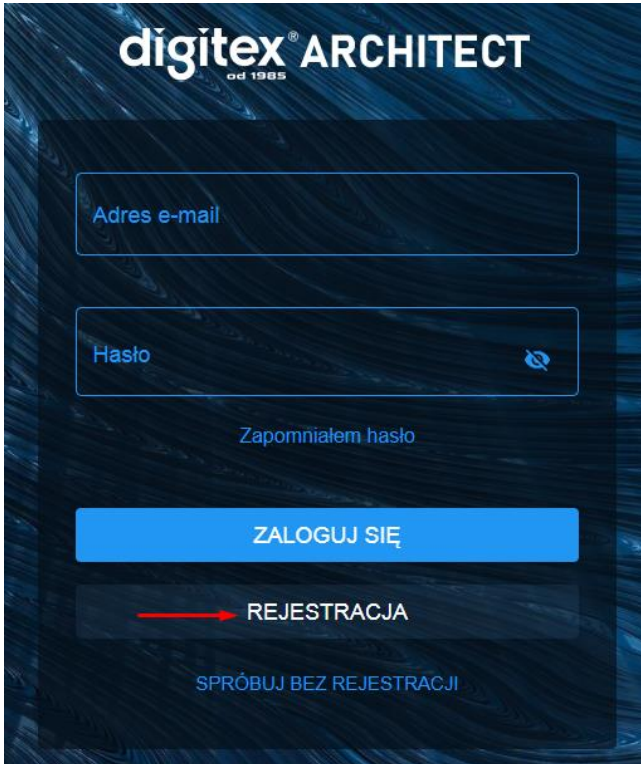 digitex® ARCHITECT
od 1985
Adres e-mail
Hasło
Zapomniałem hasło
ZALOGUJ SIĘ
REJESTRACJA
SPRÓBUJ BEZ REJESTRACJI